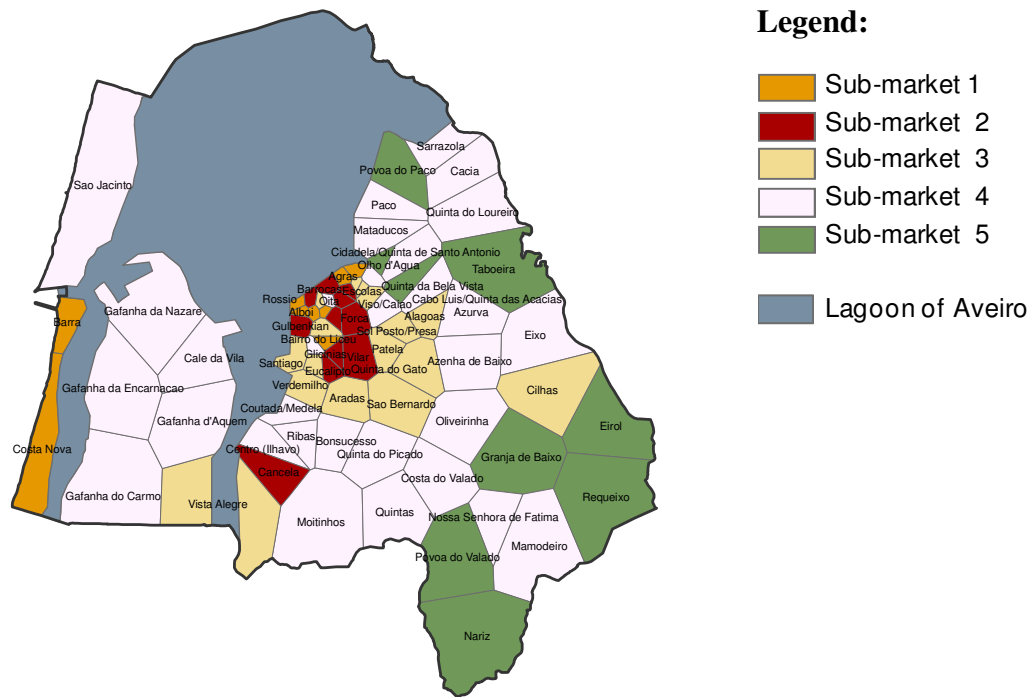 Legend:
Sub-market 1
Sub-market 2
Sub-market 3
Sub-market 4
Sub-market 5
Lagoon of Aveiro
Sarrazola
Povoa do Paco
Cacia
Sao Jacinto
Paco
Quinta do Loureiro
Mataducos
Cidadela/Quinta de Santo Antonio
Olho d'Agua
Taboeira
Agras
Barrocas
Escolas
Quinta da Bela Vista
Rossio
Oita
Viso/Caiao
Cabo Luis/Quinta das Acacias
Gafanha da Nazare
Alboi
Forca
Alagoas
Azurva
Barra
Gulbenkian
Sol Posto/Presa
Eixo
Bairro do Liceu
Patela
Cale da Vila
Glicinias
Vilar
Azenha de Baixo
Santiago
Eucalipto
Quinta do Gato
Gafanha da Encarnacao
Verdemilho
Cilhas
Aradas
Sao Bernardo
Coutada/Medela
Gafanha d'Aquem
Oliveirinha
Eirol
Ribas
Bonsucesso
Costa Nova
Centro (Ilhavo)
Quinta do Picado
Granja de Baixo
Cancela
Costa do Valado
Gafanha do Carmo
Vista Alegre
Requeixo
Quintas
Nossa Senhora de Fatima
Moitinhos
Mamodeiro
Povoa do Valado
Nariz